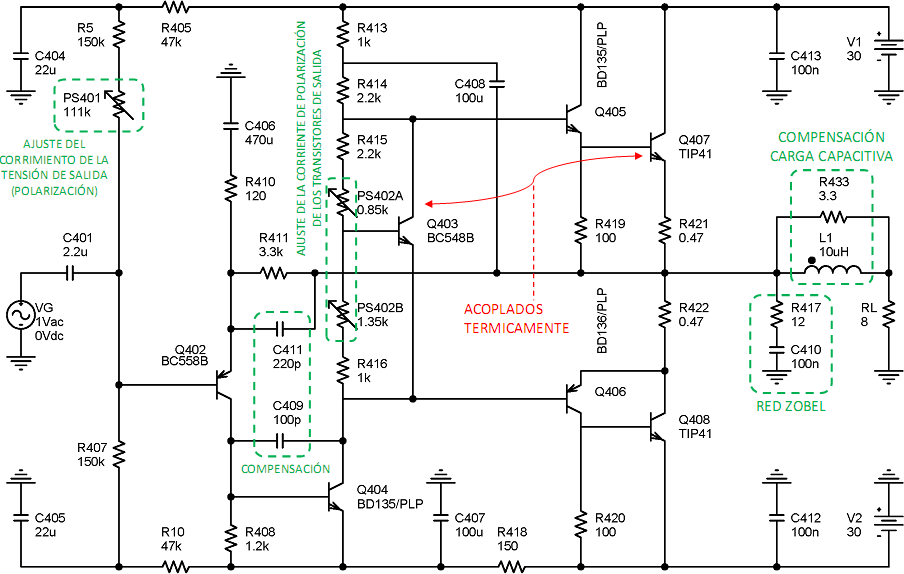 R5
150k
R405
47k
C404
22u
PS401
111k
AJUSTE DEL
CORRIMIENTO DE LA
TENSIÓN DE SALIDA
(POLARIZACIÓN)
C406
470u
R410
120
AJUSTE DE LA CORRIENTE DE POLARIZACIÓN
DE LOS TRANSISTORES DE SALIDA
R413
1k
R414
2.2k
C408
100u
R415
2.2k
PS402A
0.85k
Q403
BC548B
BD135/PLP
Q405
Q407
TIP41
C413
100n
V1
30
COMPENSACIÓN
CARGA CAPACITIVA
R433
3.3
L1
10uH
R419
100
R421
0.47
C401
2.2u
R411
3.3k
VG
1Vac
0Vdc
PS402B
1.35k
ACOPLADOS
TERMICAMENTE
BD136/PLP
R422
0.47
R417
12
RL
8
C410
100n
RED ZOBEL
Q402
BC558B
C411
220p
R416
1k
Q406
C409
100p
Q408
TIP41
COMPENSACIÓN
R407
150k
Q404
BD135/PLP
C405
22u
R10
47k
R408
1.2k
C407
100u
R418
150
R420
100
C412
100n
V2
30